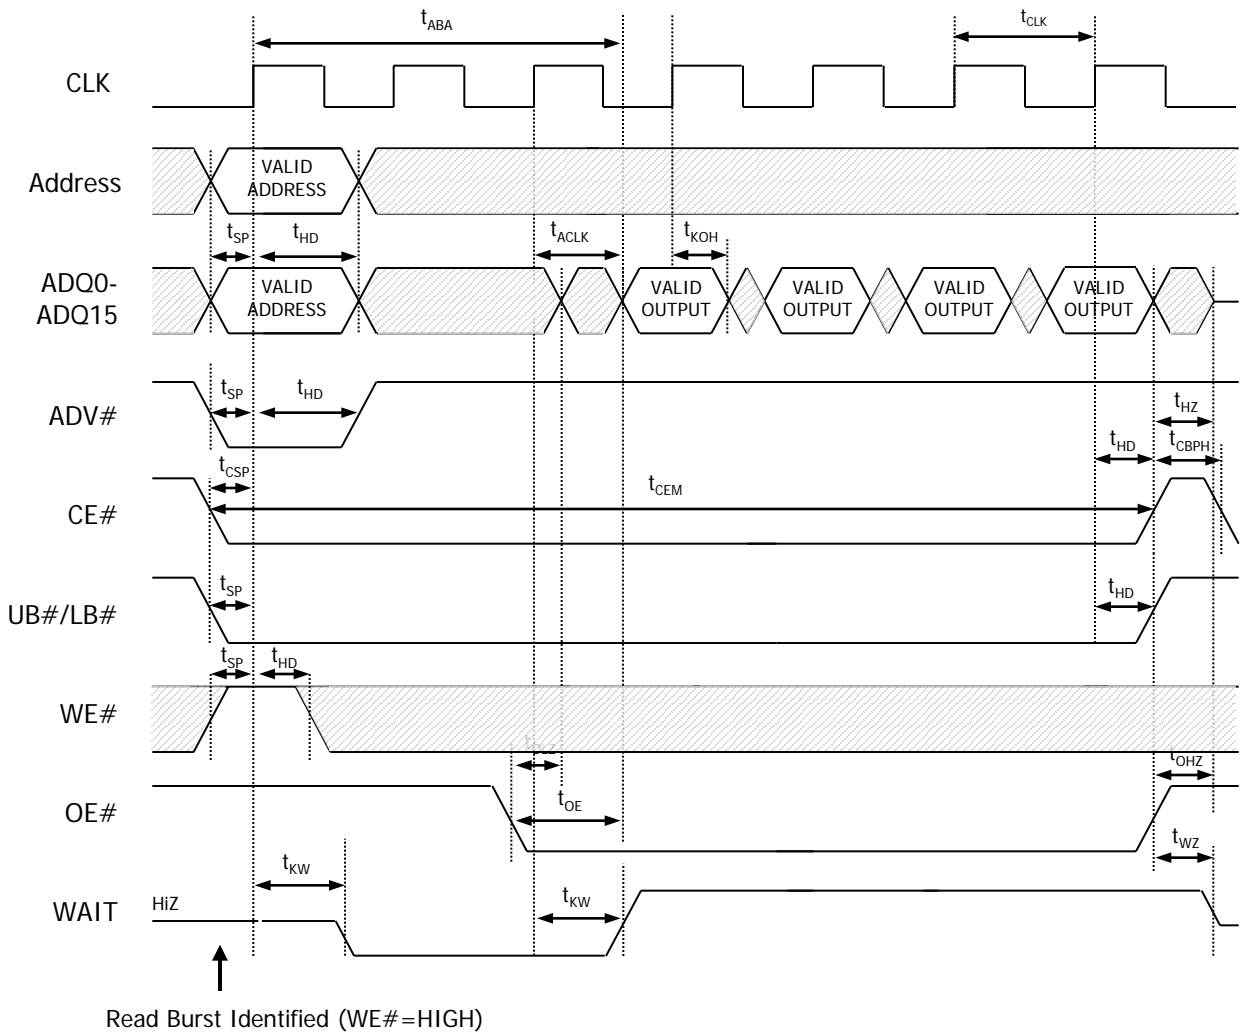 tABA
tCLK
CLK
Address
VALID ADDRESS
tSP
tHD
tACLK
tKOH
ADQ0-
ADQ15
VALID ADDRESS
VALID OUTPUT
VALID OUTPUT
VALID OUTPUT
VALID OUTPUT
ADV#
tSP
tHD
tHZ
tHD
tCBPH
CE#
tCSP
tCEM
UB#/LB#
tSP
tHD
tSP
tHD
WE#
OE#
tOE
tOHZ
tWZ
tKW
WAIT
HiZ
tKW
Read Burst Identified (WE#=HIGH)